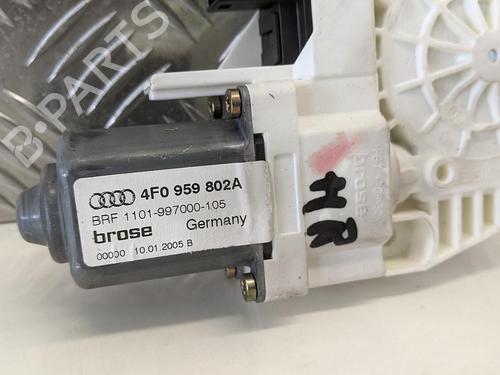 B-PARTS
4F0 959 802A
BRF 1101-997000-105
brose Germany
00000 10.01.2005 B
HR